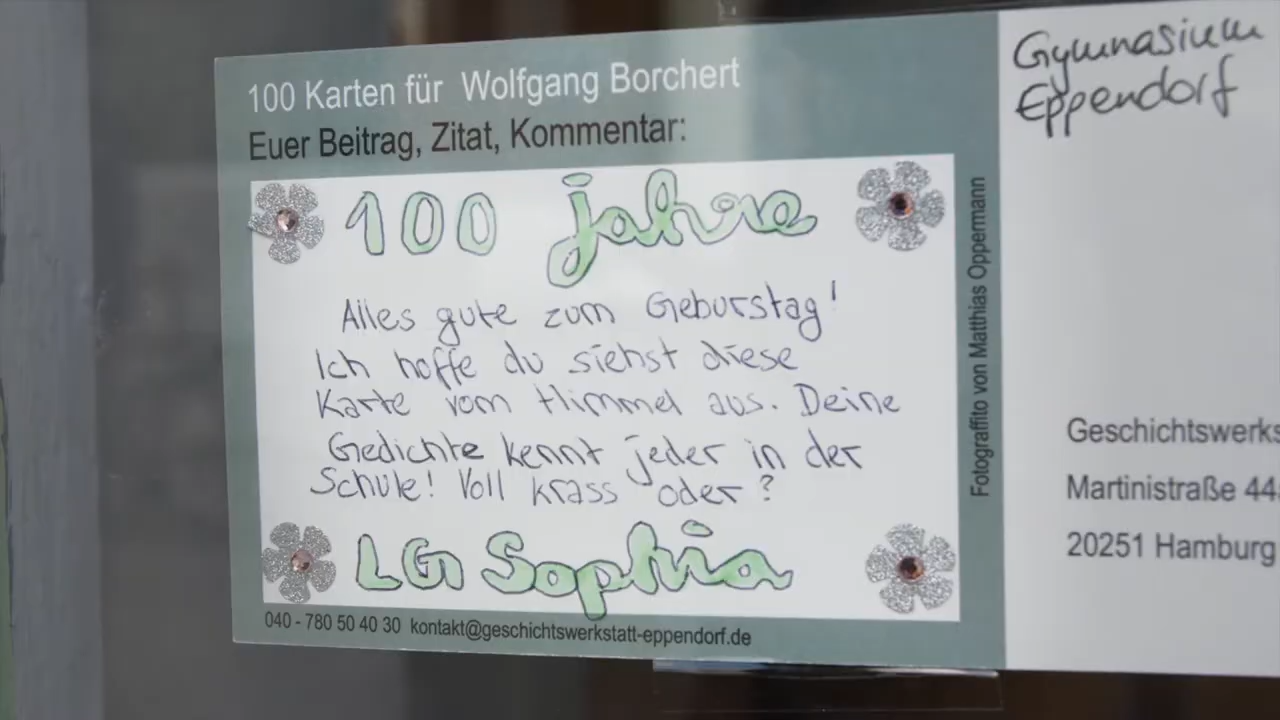 100 Karten für Wolfgang Borchert
Euer Beitrag, Zitat, Kommentar:
100 Jahre
Alles gute zum Geburstag!
Ich hoffe du siehst diese
Karte vom Himmel aus. Deine
Gedichte kennt jeder in der
Schule! Voll krass oder?
LG Sophia
040 - 780 50 40 30 kontakt@geschichtswerkstatt-eppendorf.de
Fotograffito von Matthias Oppermann
Gymnasium
Eppendorf
Geschichtswerks
Martinistraße 44
20251 Hamburg